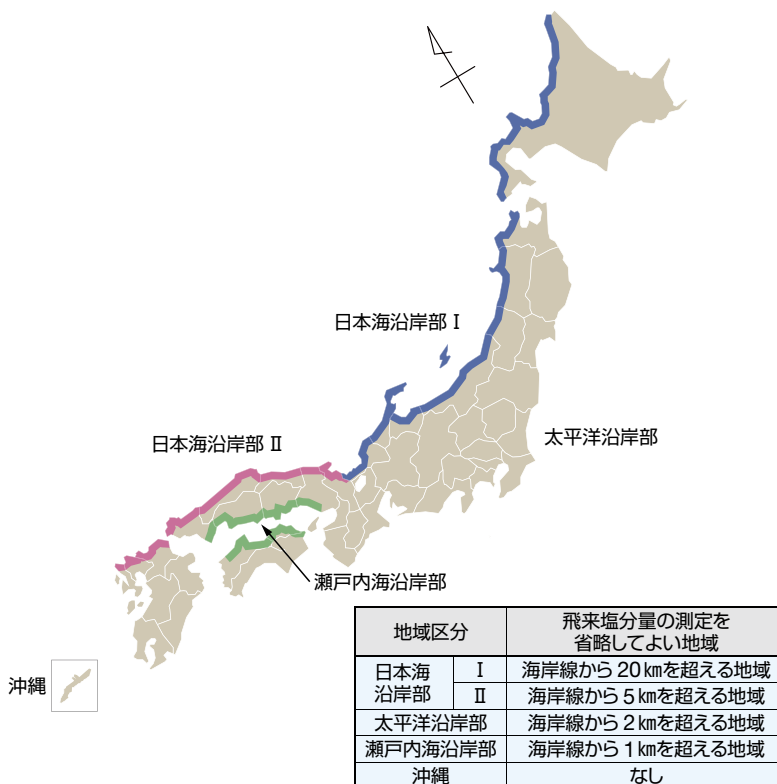 日本海沿岸部 Ⅰ
日本海沿岸部 Ⅱ
太平洋沿岸部
瀬戸内海沿岸部
沖縄
地域区分
飛来塩分量の測定を
省略してよい地域
日本海
沿岸部
Ⅰ
海岸線から 20 ㎞を超える地域
Ⅱ
海岸線から 5 ㎞を超える地域
太平洋沿岸部
海岸線から 2 ㎞を超える地域
瀬戸内海沿岸部
海岸線から 1 ㎞を超える地域
沖縄
なし